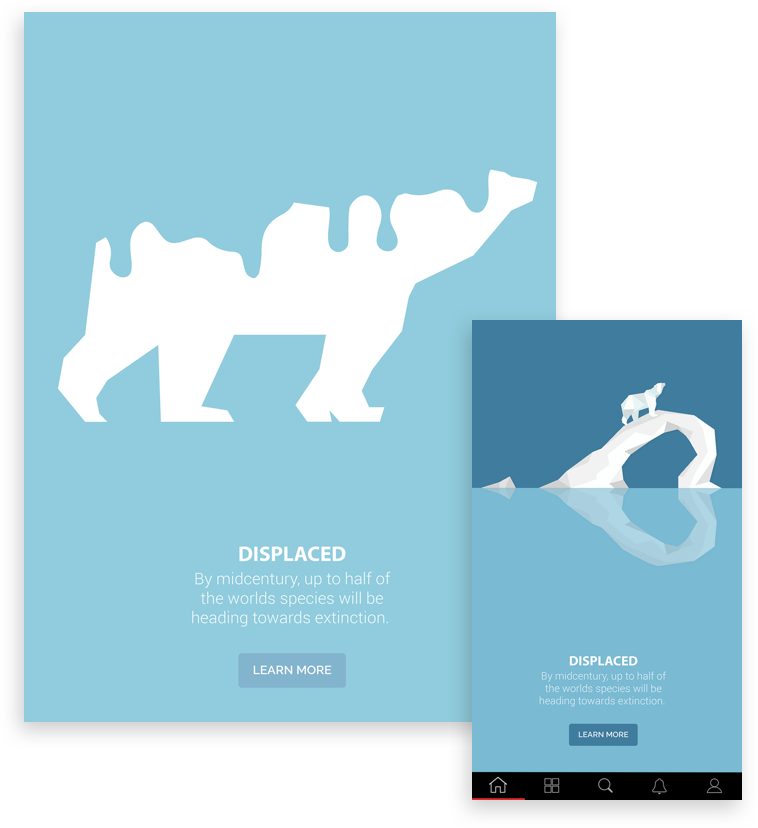 DISPLACED
By midcentury, up to half of
the worlds species will be
heading towards extinction.
LEARN MORE
DISPLACED
By midcentury, up to half of
the worlds species will be
heading towards extinction.
LEARN MORE